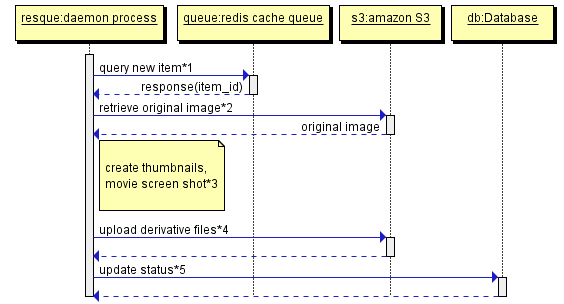 resque:daemon process
queue:redis cache queue
s3:amazon S3
db:Database
query new item*1
response(item_id)
retrieve original image*2
original image
create thumbnails,
movie screen shot*3
upload derivative files*4
update status*5